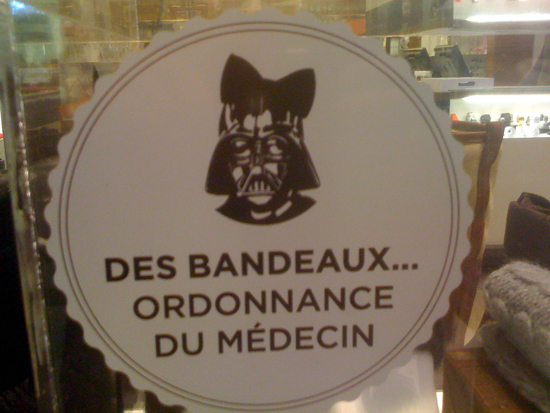 DES BANDEAUX...
ORDONNANCE
DU MÉDECIN